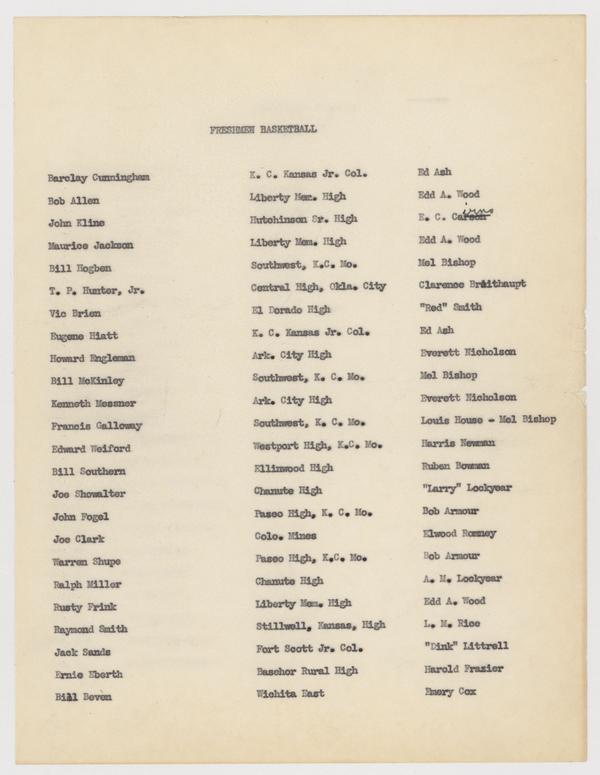 FRESHMEN BASKETBALL
Barclay Cunningham K. C. Kansas Jr. Col. Ed Ash
Bob Allen Liberty Mem. High Edd A. Wood
John Kline Hutchinson Sr. High E. C. Carson irns
Maurice Jackson Liberty Mem. High Edd A. Wood
Bill Hogben Southwest, K.C. Mo. Mel Bishop
T. P. Hunter, Jr. Central High, Okla. City Clarence Braithaupt
Vic Brien El Dorado High "Red" Smith
Eugene Hiatt K. C. Kansas Jr. Col. Ed Ash
Howard Engleman Ark. City High Everett Nicholson
Bill McKinley Southwest, K. C. Mo. Mel Bishop
Kenneth Messner Ark. City High Everett Nicholson
Francis Galloway Southwest, K. C. Mo. Louis House - Mel Bishop
Edward Weiford Westport High, K.C. Mo. Harris Newman
Bill Southern Ellinwood High Ruben Bowman
Joe Showalter Chanute High "Larry" Lockyear
John Fogel Paseo High, K. C. Mo. Bob Armour
Joe Clark Colo. Mines Elwood Romney
Warren Shupe Paseo High, K.C. Mo. Bob Armour
Ralph Miller Chanute High A. M. Lockyear
Rusty Frink Liberty Mem. High Edd A. Wood
Raymond Smith Stillwell, Kansas, High L. M. Rice
Jack Sands Fort Scott Jr. Col. "Dink" Littrell
Ernie Eberth Basehor Rural High Harold Frazier
Bill Beven Wichita East Emery Cox